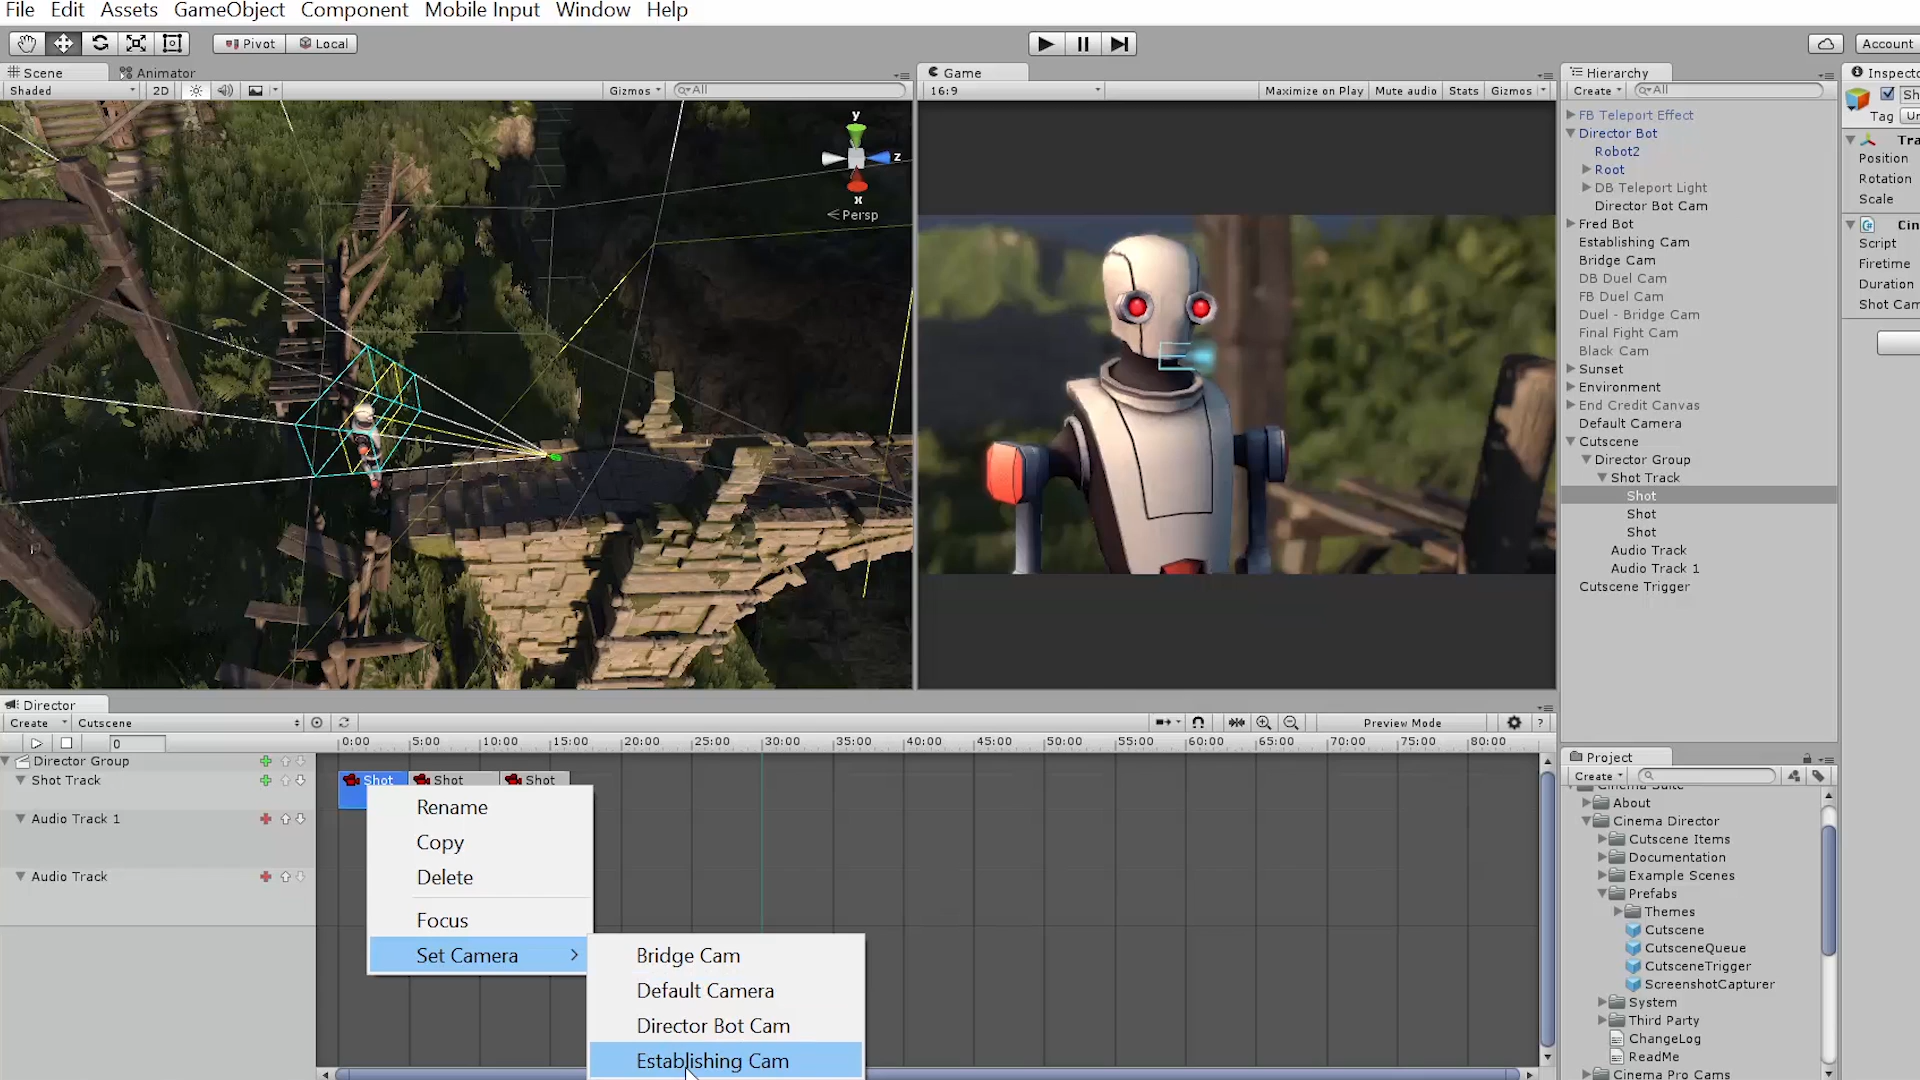 File Edit Assets GameObject Component Mobile Input Window Help
Pivot Local
Account
Scene Animator
Shaded 2D Gizmos All
y
z
x
Persp
Game
16:9 Maximize on Play Mute audio Stats Gizmos
Hierarchy
Create All
FB Teleport Effect
Director Bot
Robot2
Root
DB Teleport Light
Director Bot Cam
Fred Bot
Establishing Cam
Bridge Cam
DB Duel Cam
FB Duel Cam
Duel - Bridge Cam
Final Fight Cam
Black Cam
Sunset
Environment
End Credit Canvas
Default Camera
Cutscene
Director Group
Shot Track
Shot
Shot
Shot
Audio Track
Audio Track 1
Cutscene Trigger
Inspecto
Sh
Tag Un
Tra
Position
Rotation
Scale
Cin
Script
Firetime
Duration
Shot Cam
Director
Create Cutscene Preview Mode ?
0
0:00 5:00 10:00 15:00 20:00 25:00 30:00 35:00 40:00 45:00 50:00 55:00 60:00 65:00 70:00 75:00 80:00
Director Group
Shot Track
Shot Shot Shot
Audio Track 1
Audio Track
Rename
Copy
Delete
Focus
Set Camera
Bridge Cam
Default Camera
Director Bot Cam
Establishing Cam
Project
Create
Cinema Suite
About
Cinema Director
Cutscene Items
Documentation
Example Scenes
Prefabs
Themes
Cutscene
CutsceneQueue
CutsceneTrigger
ScreenshotCapturer
System
Third Party
ChangeLog
ReadMe
Cinema Pro Cams